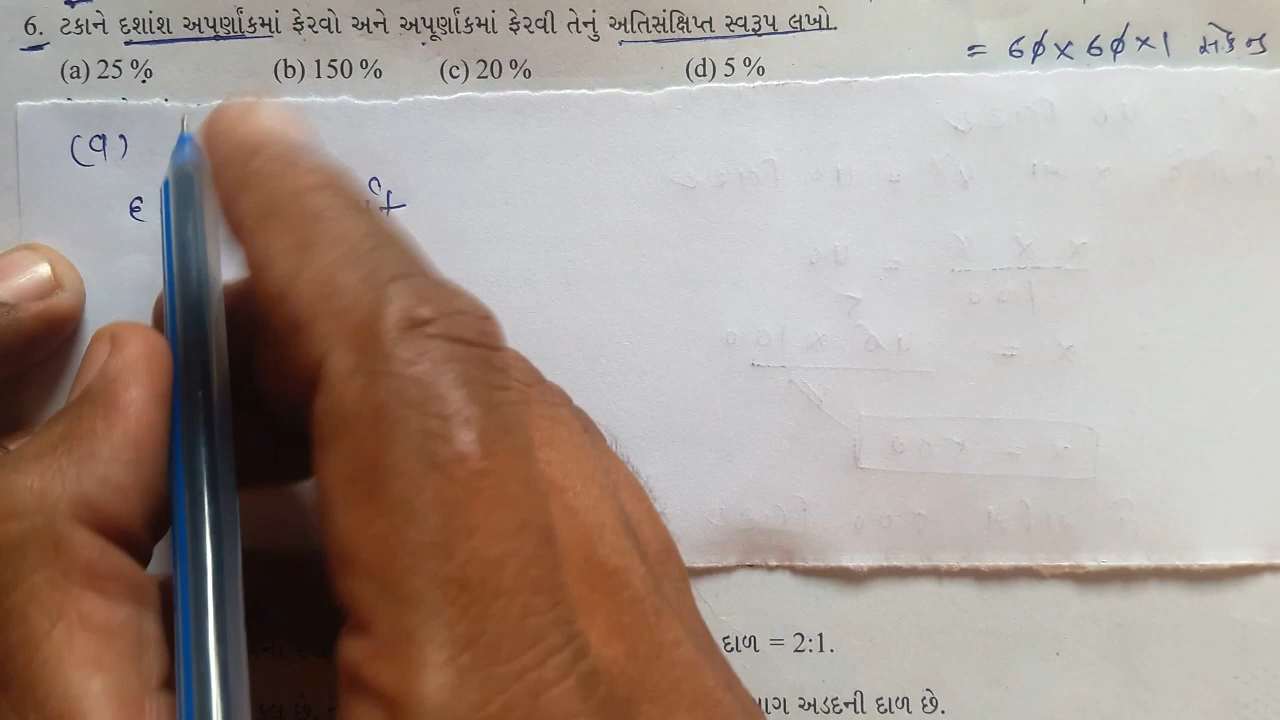 6. ટકાને દશાંશ અપૂર્ણાંકમાં ફેરવો અને અપૂર્ણાંકમાં ફેરવી તેનું અતિસંક્ષિપ્ત સ્વરૂપ લખો.
= 60 x 60 x 1 સેકન્ડ
(a) 25 % (b) 150 % (c) 20 % (d) 5 %
(૧)
દાળ = 2:1.
અડદની દાળ છે.